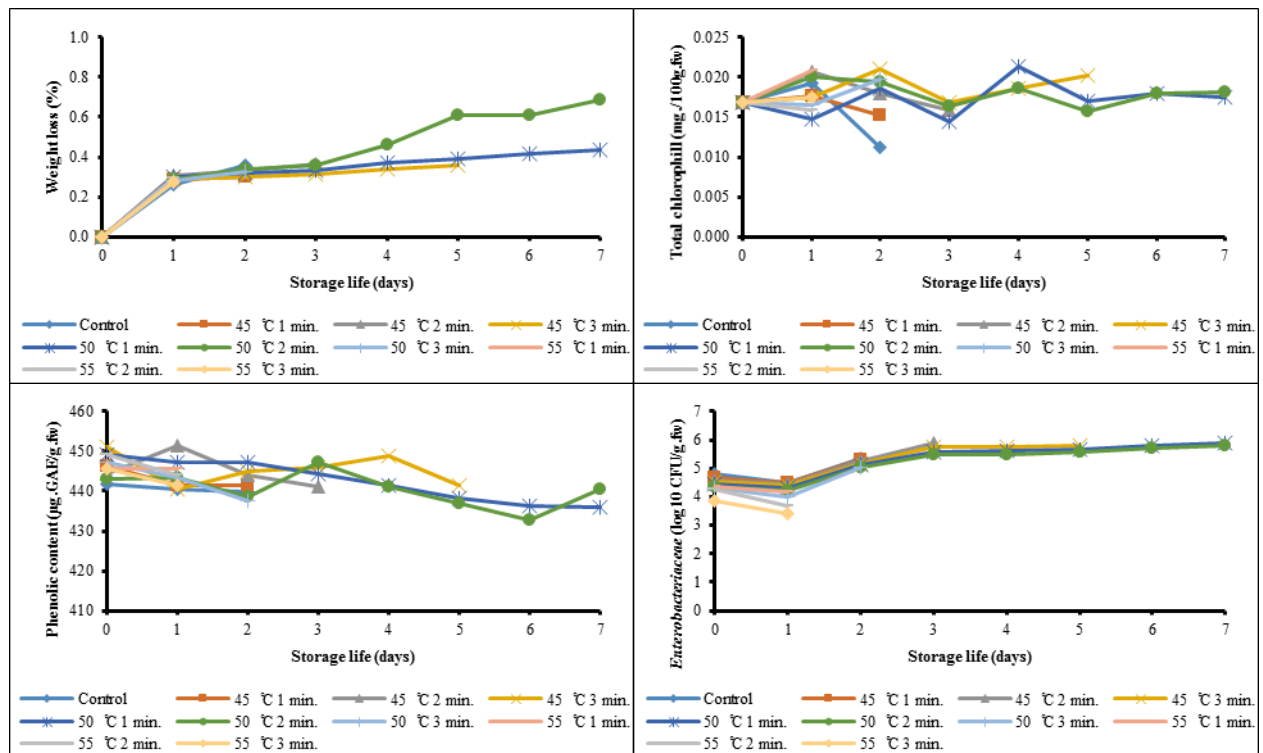 Weight loss (%)
1.0
0.8
0.6
0.4
0.2
0.0
0 1 2 3 4 5 6 7
Storage life (days)
Control 45 ℃ 1 min. 45 ℃ 2 min. 45 ℃ 3 min.
50 ℃ 1 min. 50 ℃ 2 min. 50 ℃ 3 min. 55 ℃ 1 min.
55 ℃ 2 min. 55 ℃ 3 min.
Total chlorophill (mg./100g.fw)
0.025
0.020
0.015
0.010
0.005
0.000
0 1 2 3 4 5 6 7
Storage life (days)
Control 45 ℃ 1 min. 45 ℃ 2 min. 45 ℃ 3 min.
50 ℃ 1 min. 50 ℃ 2 min. 50 ℃ 3 min. 55 ℃ 1 min.
55 ℃ 2 min. 55 ℃ 3 min.
Phenolic content (µg.GAE/g.fw)
460
450
440
430
420
410
0 1 2 3 4 5 6 7
Storage life (days)
Control 45 ℃ 1 min. 45 ℃ 2 min. 45 ℃ 3 min.
50 ℃ 1 min. 50 ℃ 2 min. 50 ℃ 3 min. 55 ℃ 1 min.
55 ℃ 2 min. 55 ℃ 3 min.
Enterobacteriaceae (log10 CFU/g.fw)
7
6
5
4
3
2
1
0
0 1 2 3 4 5 6 7
Storage life (days)
Control 45 ℃ 1 min. 45 ℃ 2 min. 45 ℃ 3 min.
50 ℃ 1 min. 50 ℃ 2 min. 50 ℃ 3 min. 55 ℃ 1 min.
55 ℃ 2 min. 55 ℃ 3 min.